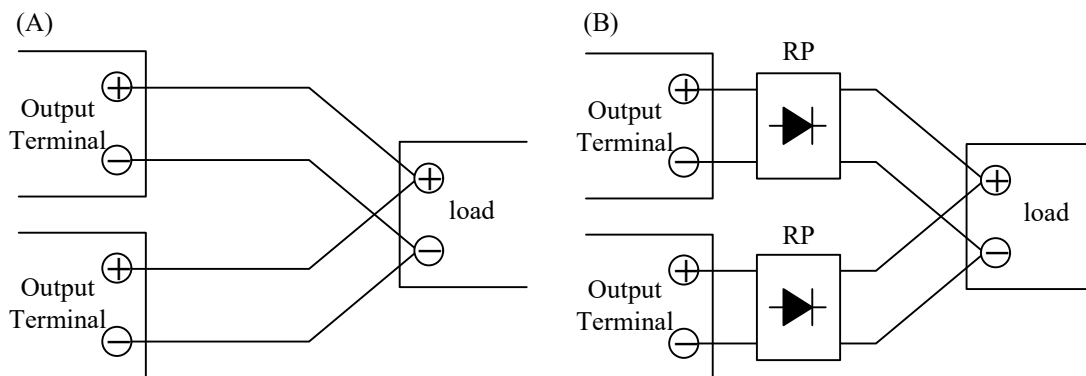 (A)
Output
Terminal
+
−
Output
Terminal
+
−
+
−
load
(B)
Output
Terminal
+
−
RP
Output
Terminal
+
−
RP
+
−
load